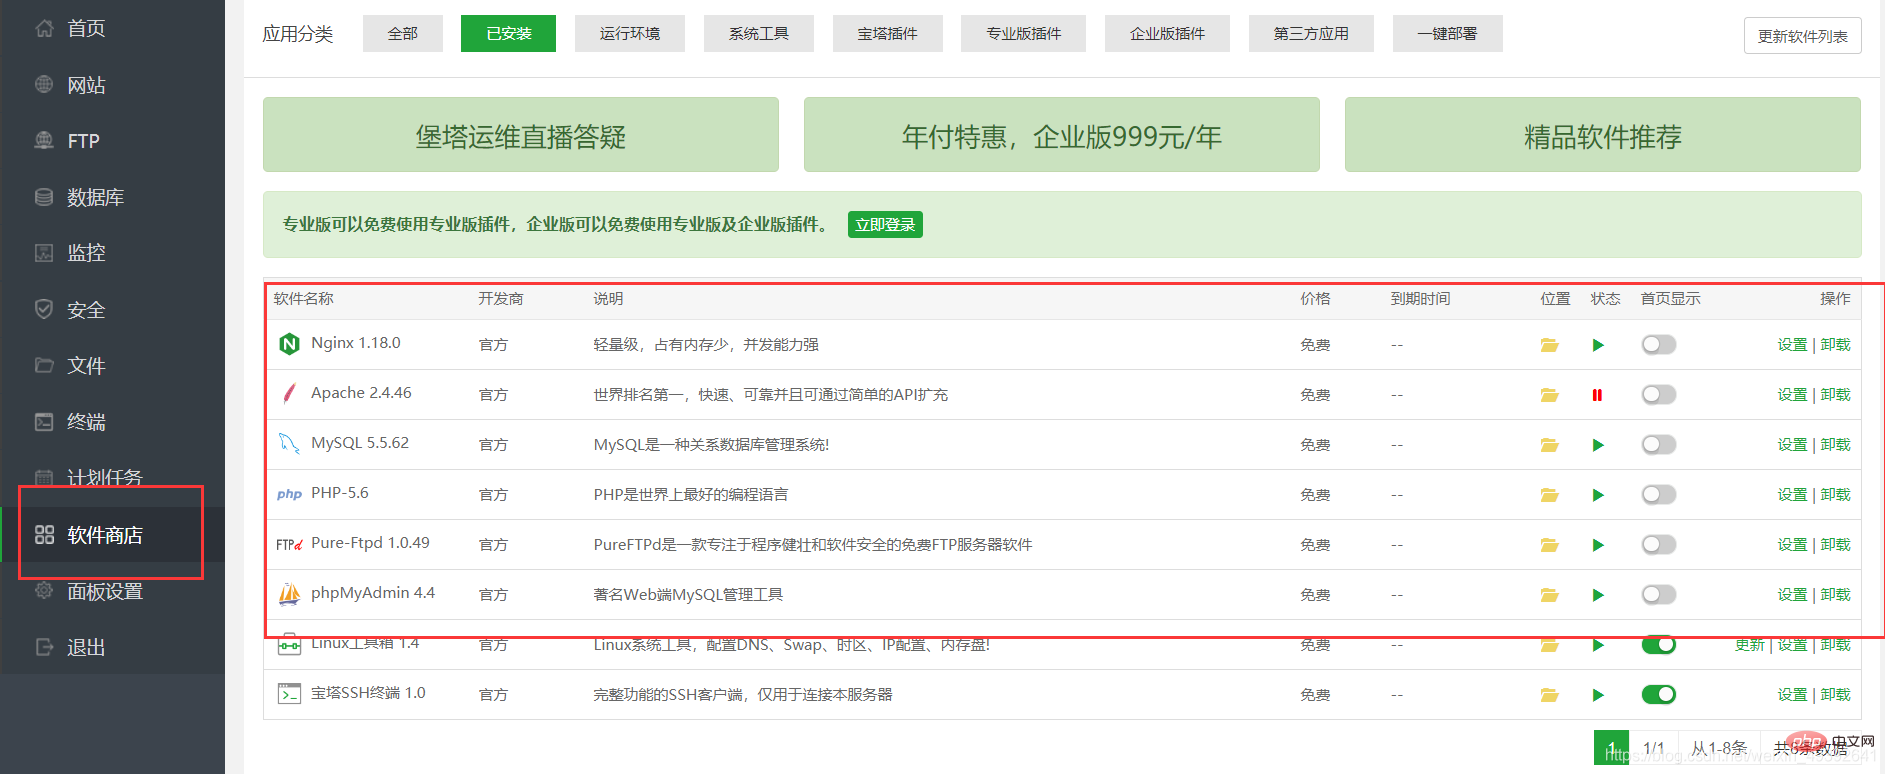 首页
网站
FTP
数据库
监控
安全
文件
终端
计划任务
软件商店
面板设置
退出
应用分类 全部 已安装 运行环境 系统工具 宝塔插件 专业版插件 企业版插件 第三方应用 一键部署 更新软件列表
堡塔运维直播答疑 年付特惠，企业版999元/年 精品软件推荐
专业版可以免费使用专业版插件，企业版可以免费使用专业版及企业版插件。 立即登录
软件名称 开发商 说明 价格 到期时间 位置 状态 首页显示 操作
Nginx 1.18.0 官方 轻量级，占有内存少，并发能力强 免费 -- 设置 | 卸载
Apache 2.4.46 官方 世界排名第一，快速、可靠并且可通过简单的API扩充 免费 -- 设置 | 卸载
MySQL 5.5.62 官方 MySQL是一种关系数据库管理系统! 免费 -- 设置 | 卸载
php PHP-5.6 官方 PHP是世界上最好的编程语言 免费 -- 设置 | 卸载
FTPd Pure-Ftpd 1.0.49 官方 PureFTPd是一款专注于程序健壮和软件安全的免费FTP服务器软件 免费 -- 设置 | 卸载
phpMyAdmin 4.4 官方 著名Web端MySQL管理工具 免费 -- 设置 | 卸载
Linux工具箱 1.4 官方 Linux系统工具，配置DNS、Swap、时区、IP配置、内存盘! 免费 -- 更新 | 设置 | 卸载
宝塔SSH终端 1.0 官方 完整功能的SSH客户端，仅用于连接本服务器 免费 -- 设置 | 卸载
1 1/1 从1-8条 共8条数据
php 中文网